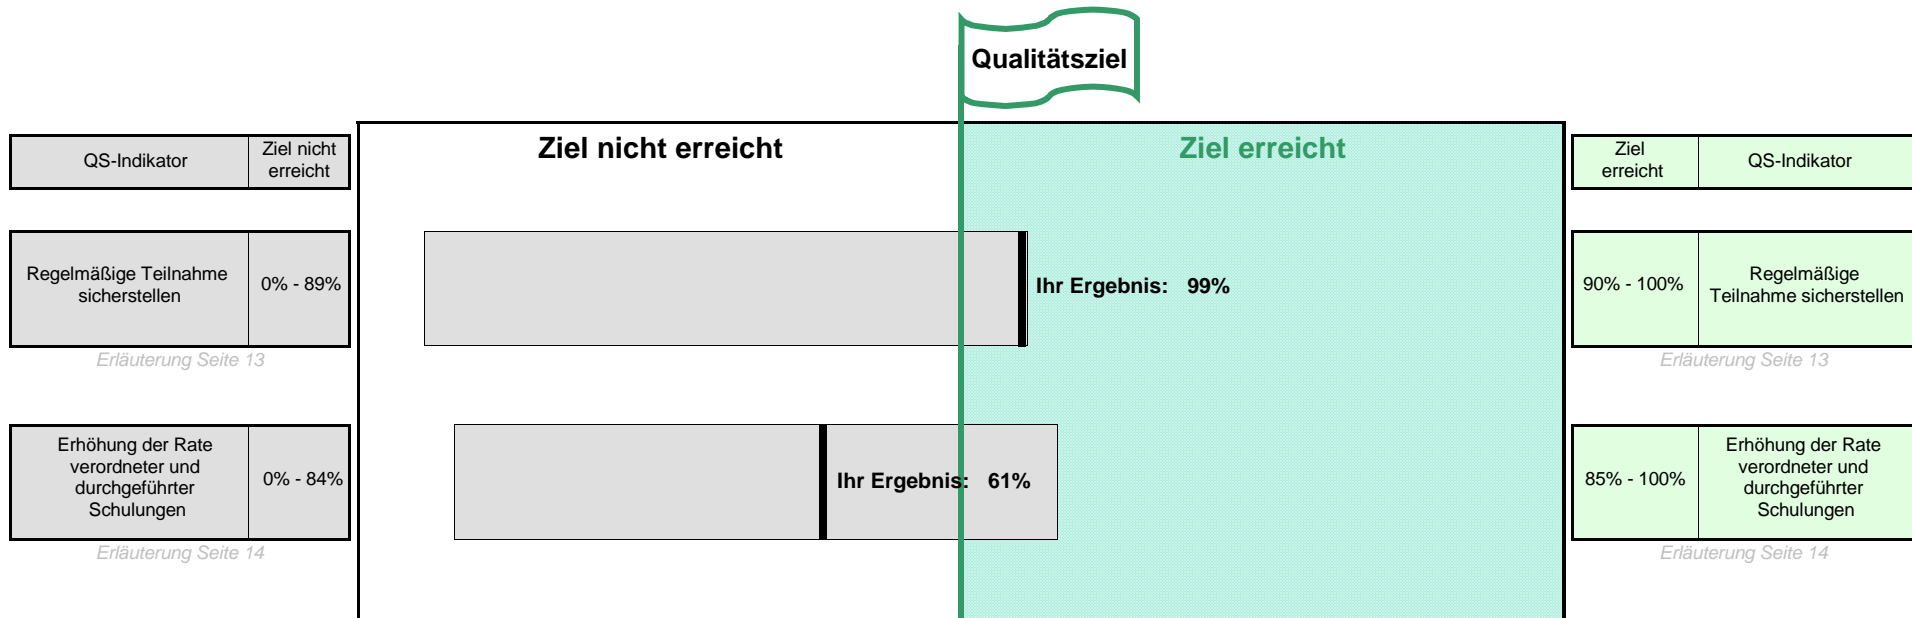 Qualitätsziel
Ziel nicht erreicht
Ziel erreicht
QS-Indikator
Ziel nicht
erreicht
Ziel
erreicht
QS-Indikator
Regelmäßige Teilnahme
sicherstellen
0% - 89%
Ihr Ergebnis: 99%
90% - 100%
Regelmäßige
Teilnahme sicherstellen
Erläuterung Seite 13
Erläuterung Seite 13
Erhöhung der Rate
verordneter und
durchgeführter
Schulungen
0% - 84%
Ihr Ergebnis: 61%
85% - 100%
Erhöhung der Rate
verordneter und
durchgeführter
Schulungen
Erläuterung Seite 14
Erläuterung Seite 14